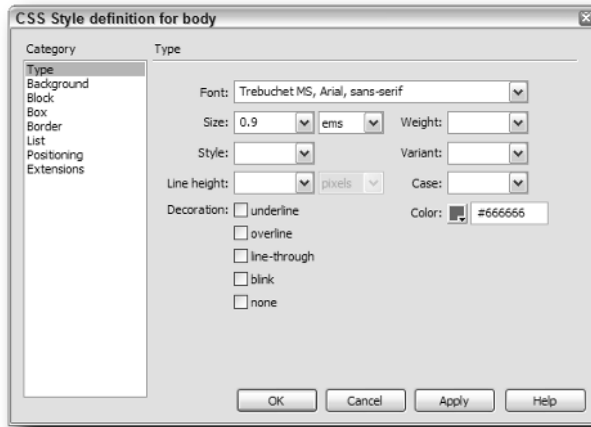 CSS Style definition for body
Category
Type
Type
Background
Block
Box
Border
List
Positioning
Extensions
Font: Trebuchet MS, Arial, sans-serif
Size: 0.9 ems Weight:
Style: Variant:
Line height: pixels Case:
Decoration: underline Color: #666666
overline
line-through
blink
none
OK Cancel Apply Help